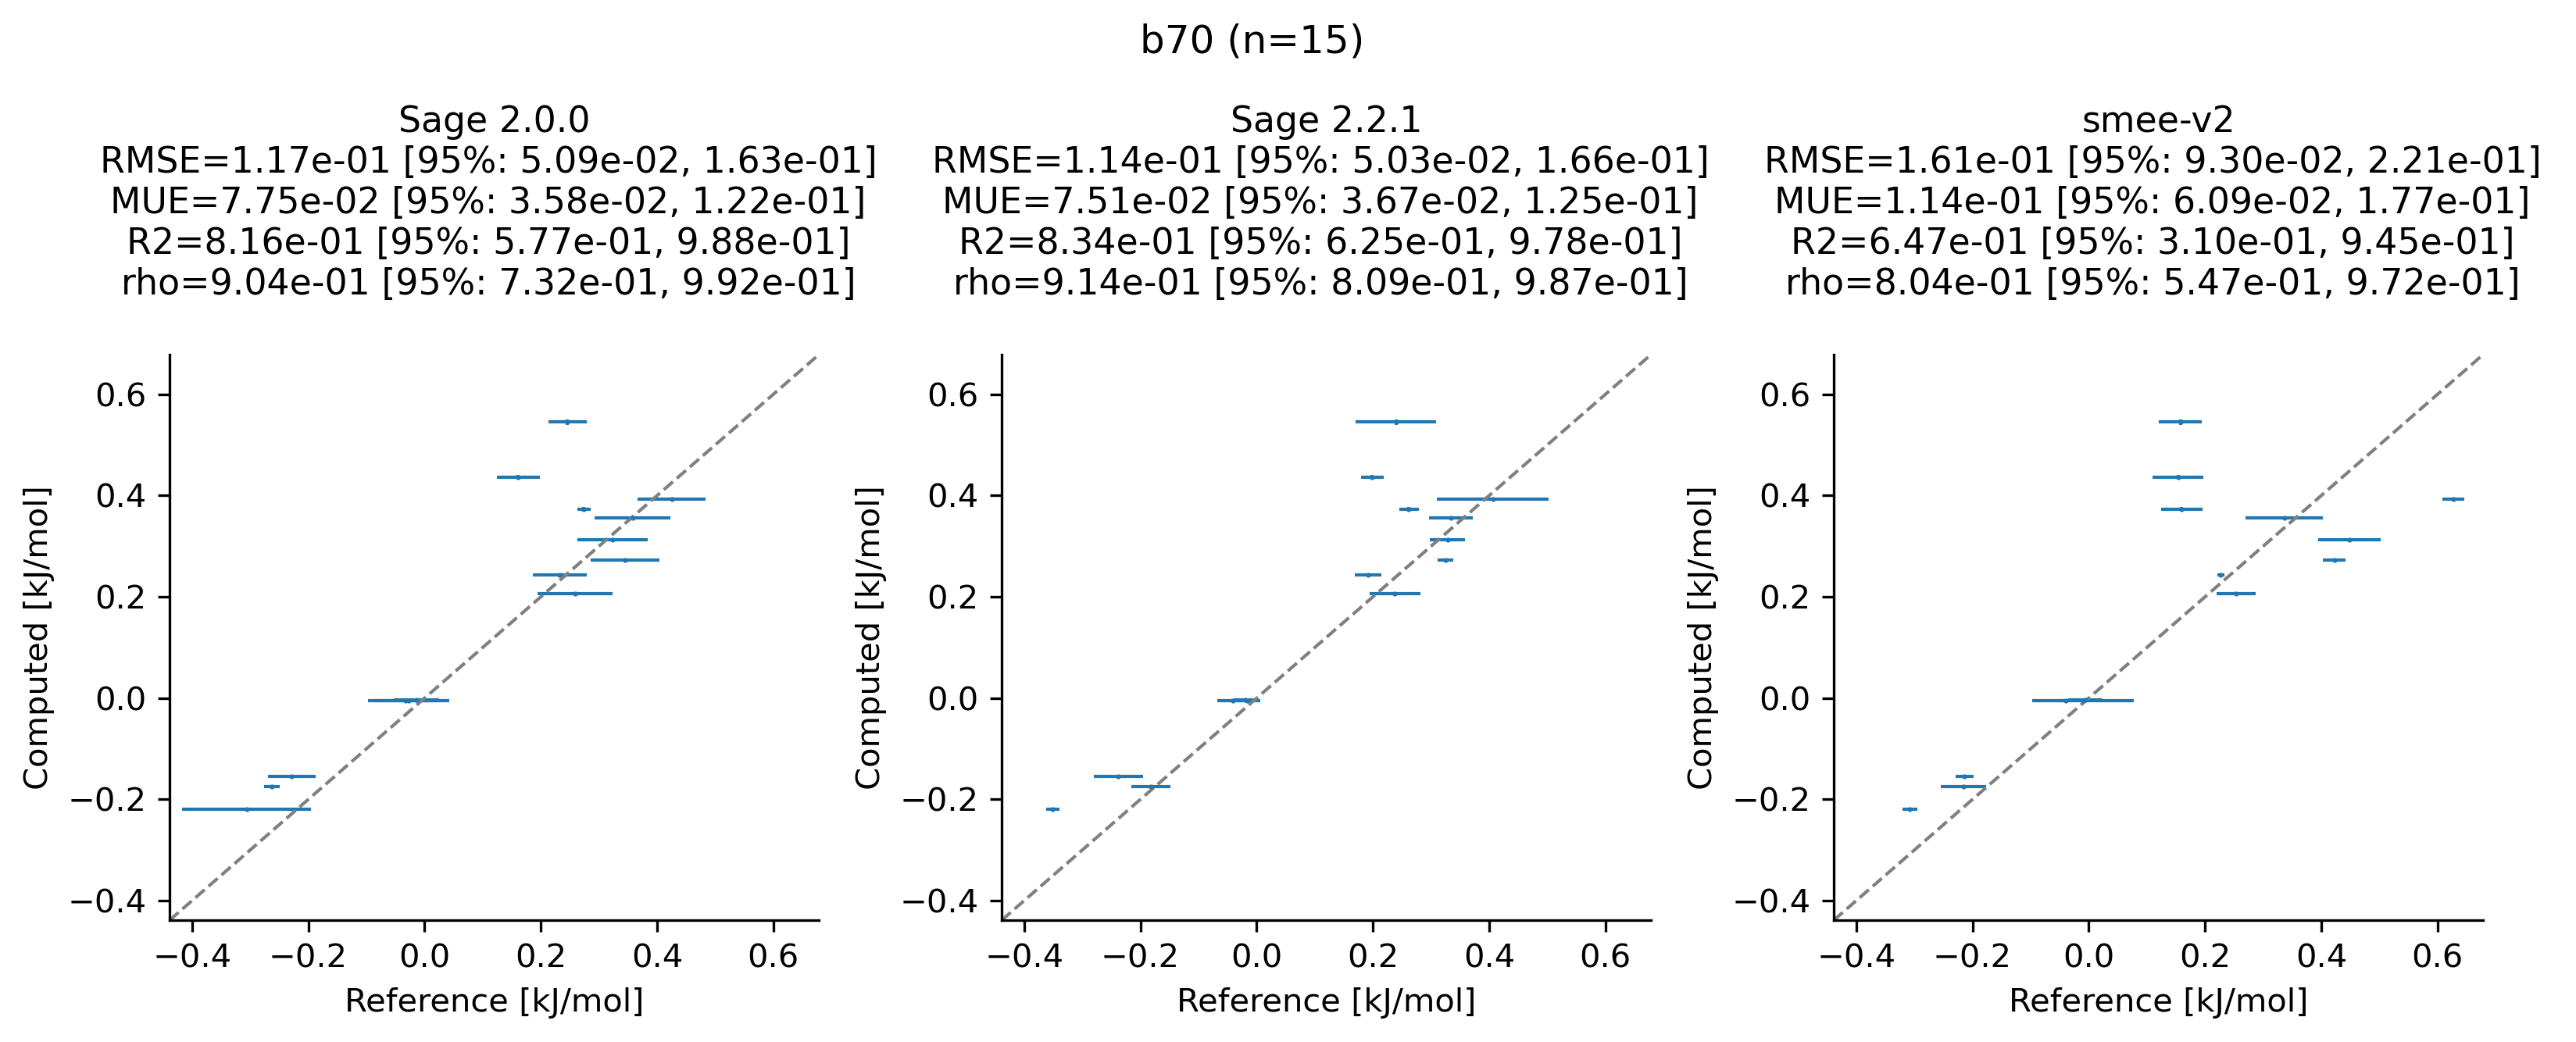 b70 (n=15)
Sage 2.0.0
RMSE=1.17e-01 [95%: 5.09e-02, 1.63e-01]
MUE=7.75e-02 [95%: 3.58e-02, 1.22e-01]
R2=8.16e-01 [95%: 5.77e-01, 9.88e-01]
rho=9.04e-01 [95%: 7.32e-01, 9.92e-01]
0.6
0.4
0.2
0.0
−0.2
−0.4
Computed [kJ/mol]
−0.4 −0.2 0.0 0.2 0.4 0.6
Reference [kJ/mol]
Sage 2.2.1
RMSE=1.14e-01 [95%: 5.03e-02, 1.66e-01]
MUE=7.51e-02 [95%: 3.67e-02, 1.25e-01]
R2=8.34e-01 [95%: 6.25e-01, 9.78e-01]
rho=9.14e-01 [95%: 8.09e-01, 9.87e-01]
0.6
0.4
0.2
0.0
−0.2
−0.4
Computed [kJ/mol]
−0.4 −0.2 0.0 0.2 0.4 0.6
Reference [kJ/mol]
smee-v2
RMSE=1.61e-01 [95%: 9.30e-02, 2.21e-01]
MUE=1.14e-01 [95%: 6.09e-02, 1.77e-01]
R2=6.47e-01 [95%: 3.10e-01, 9.45e-01]
rho=8.04e-01 [95%: 5.47e-01, 9.72e-01]
0.6
0.4
0.2
0.0
−0.2
−0.4
Computed [kJ/mol]
−0.4 −0.2 0.0 0.2 0.4 0.6
Reference [kJ/mol]